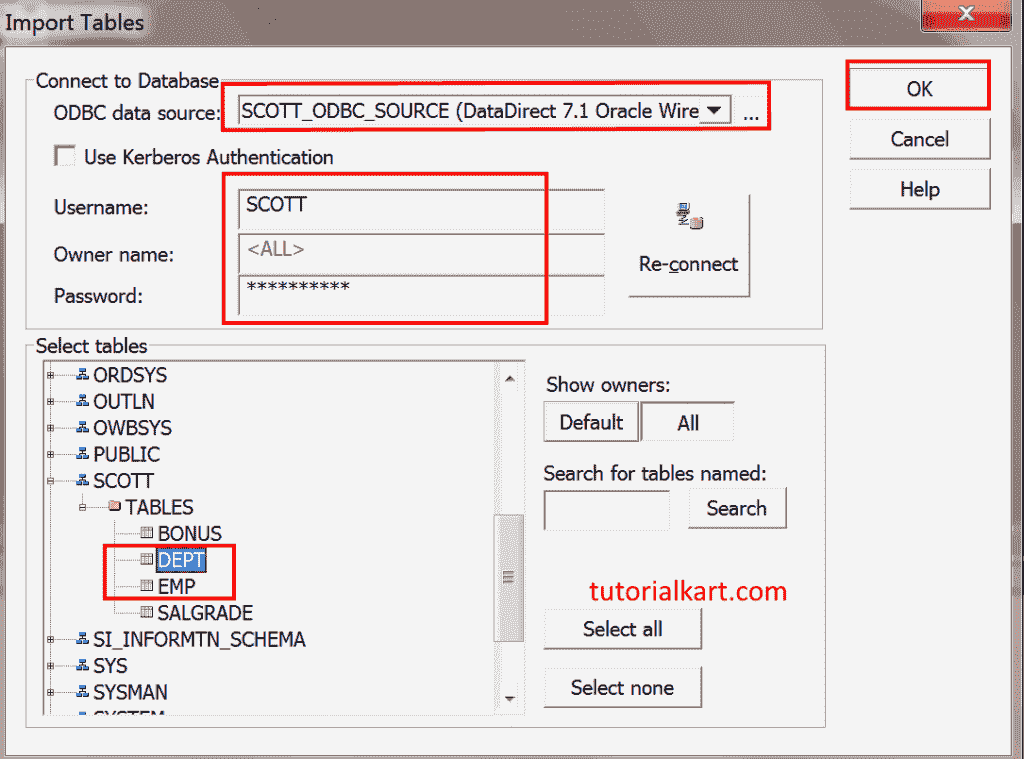 Import Tables
Connect to Database
ODBC data source: SCOTT_ODBC_SOURCE (DataDirect 7.1 Oracle Wire ...
OK
Use Kerberos Authentication
Cancel
Username: SCOTT
Help
Owner name: <ALL>
Re-connect
Password: **********
Select tables
ORDSYS
OUTLN
OWBSYS
PUBLIC
SCOTT
TABLES
BONUS
DEPT
EMP
SALGRADE
SI_INFORMTN_SCHEMA
SYS
SYSMAN
SYSTEM
Show owners:
Default All
Search for tables named:
Search
tutorialkart.com
Select all
Select none